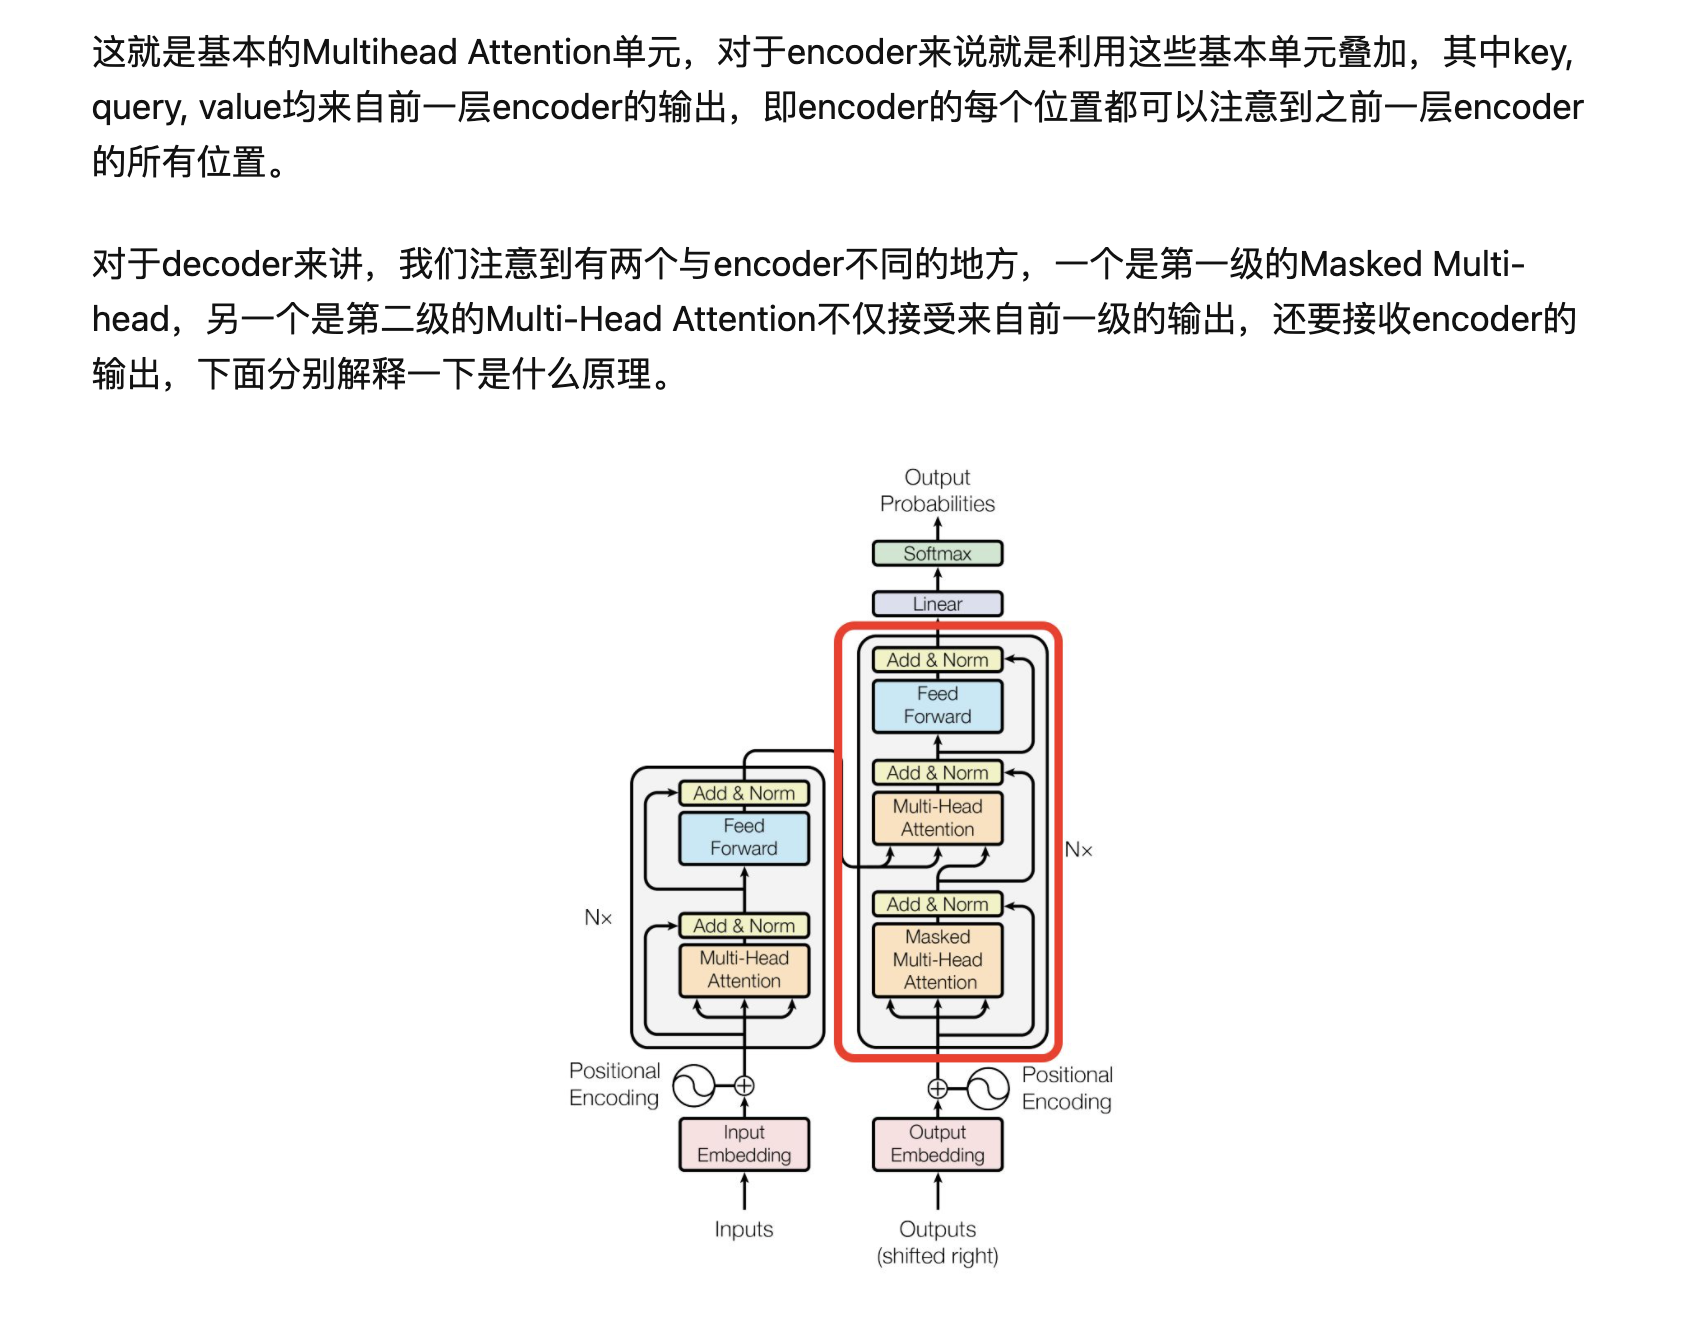 这就是基本的Multihead Attention单元，对于encoder来说就是利用这些基本单元叠加，其中key,
query, value均来自前一层encoder的输出，即encoder的每个位置都可以注意到之前一层encoder
的所有位置。
对于decoder来讲，我们注意到有两个与encoder不同的地方，一个是第一级的Masked Multi-
head，另一个是第二级的Multi-Head Attention不仅接受来自前一级的输出，还要接收encoder的
输出，下面分别解释一下是什么原理。
Output
Probabilities
Softmax
Linear
Add & Norm
Feed
Forward
Add & Norm
Multi-Head
Attention
Nx
Add & Norm
Masked
Multi-Head
Attention
Add & Norm
Feed
Forward
Nx
Add & Norm
Multi-Head
Attention
Positional
Encoding
Positional
Encoding
Input
Embedding
Output
Embedding
Inputs
Outputs
(shifted right)